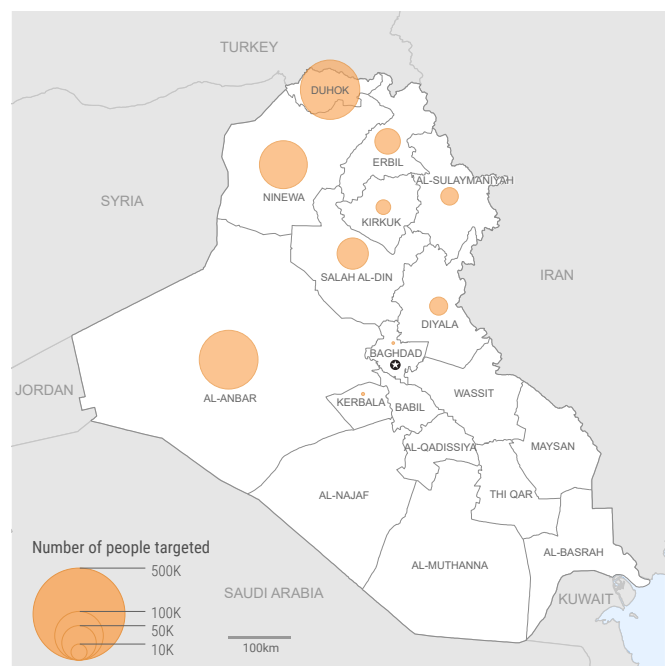 TURKEY
DUHOK
ERBIL
AL-SULAYMANIYAH
NINEWA
SYRIA
KIRKUK
IRAN
SALAH AL-DIN
DIYALA
BAGHDAD
JORDAN
AL-ANBAR
KERBALA
BABIL
WASSIT
AL-QADISSIYA
MAYSAN
AL-NAJAF
THI QAR
AL-BASRAH
AL-MUTHANNA
Number of people targeted
500K
100K
50K
10K
SAUDI ARABIA
KUWAIT
100km